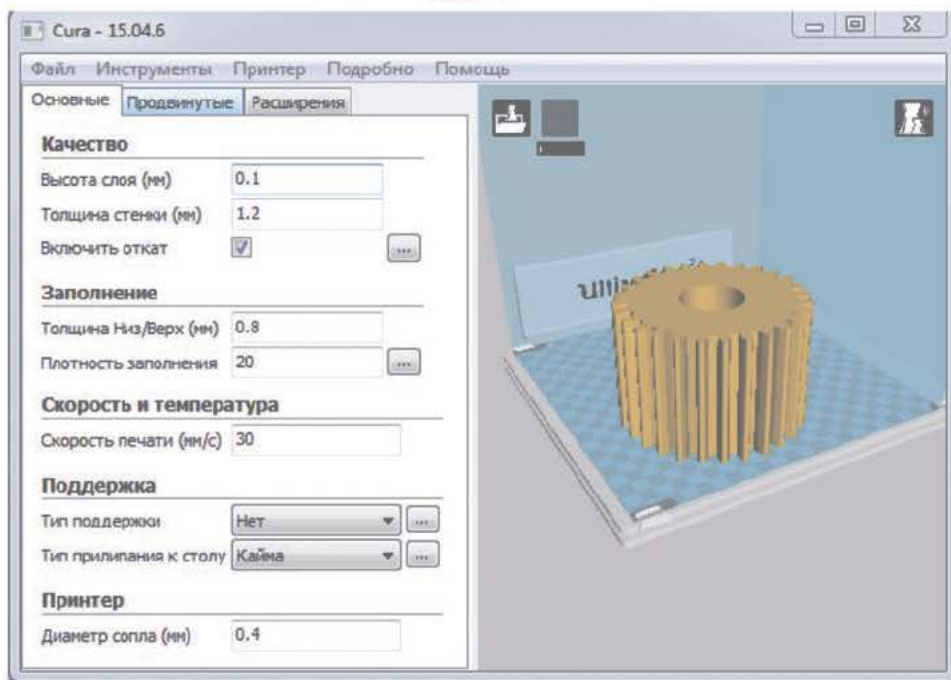 Cura - 15.04.6
Файл Инструменты Принтер Подробно Помощь
Основные Продвинутые Расширения
Качество
Высота слоя (мм) 0.1
Толщина стенки (мм) 1.2
Включить откат ...
Заполнение
Толщина Низ/Верх (мм) 0.8
Плотность заполнения 20 ...
Скорость и температура
Скорость печати (мм/с) 30
Поддержка
Тип поддержки Нет ...
Тип прилипания к столу Кайма ...
Принтер
Диаметр сопла (мм) 0.4